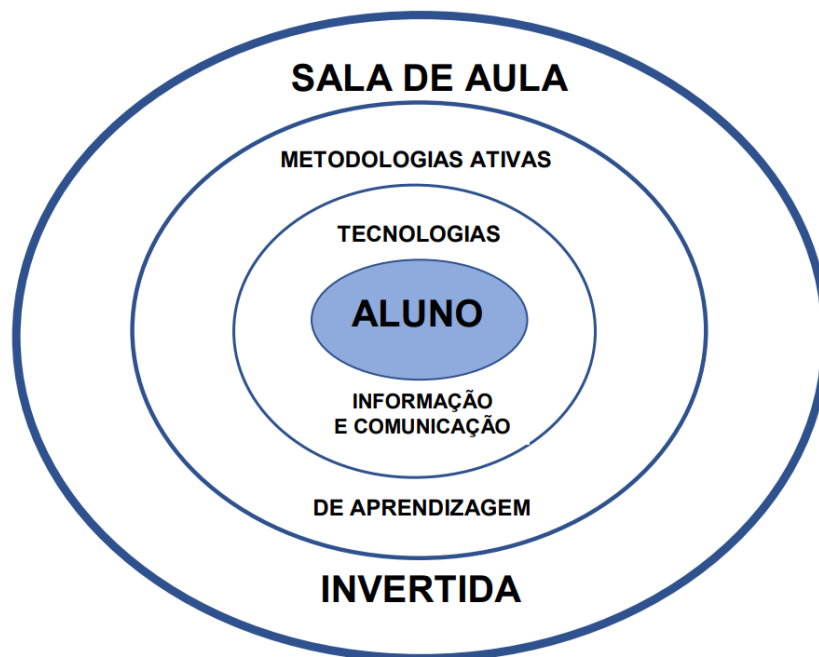 SALA DE AULA
METODOLOGIAS ATIVAS
TECNOLOGIAS
ALUNO
INFORMAÇÃO
E COMUNICAÇÃO
DE APRENDIZAGEM
INVERTIDA